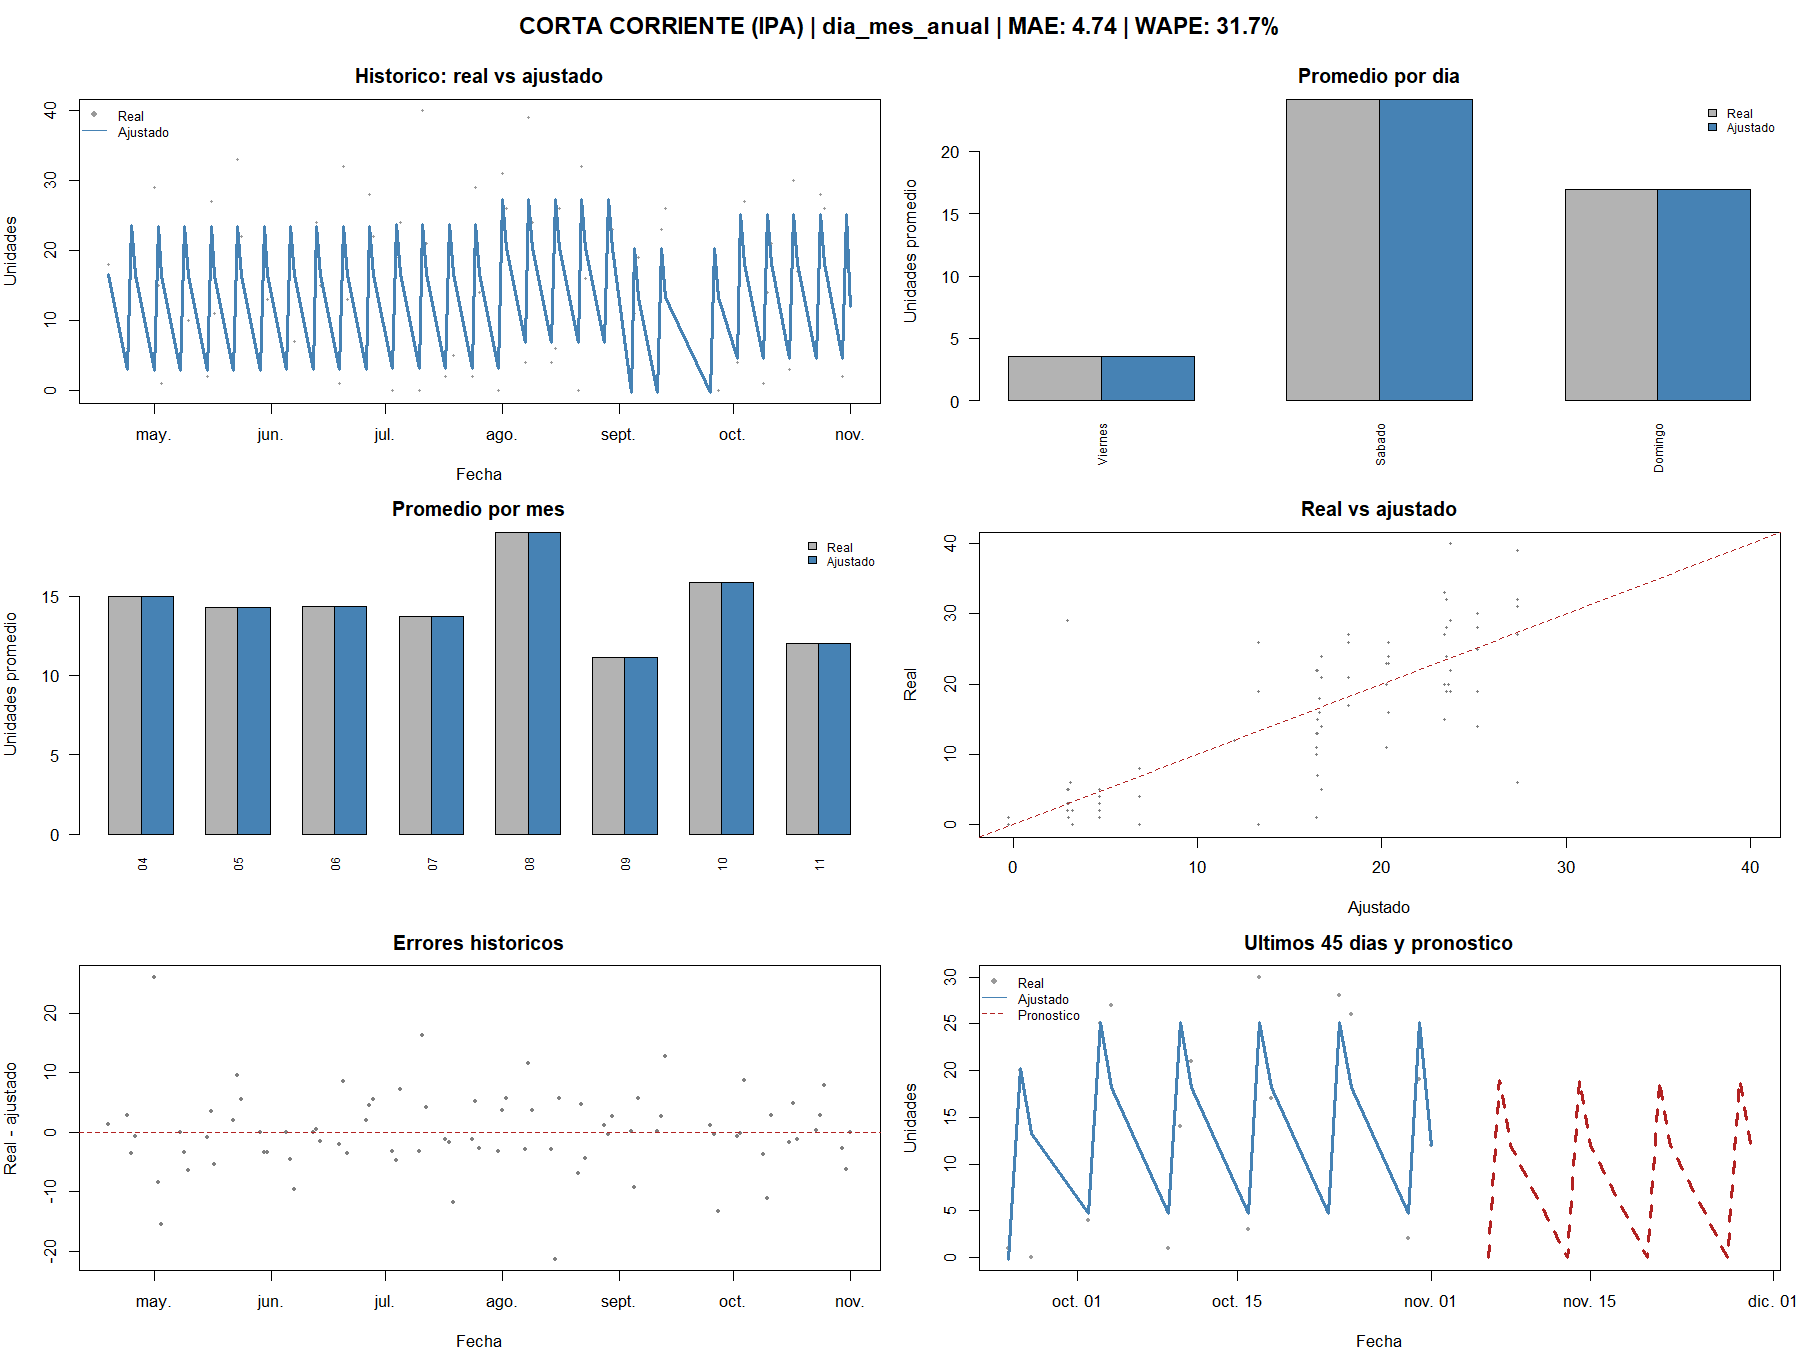 CORTA CORRIENTE (IPA) | dia_mes_anual | MAE: 4.74 | WAPE: 31.7%
Historico: real vs ajustado
Real
Ajustado
Unidades
0 10 20 30 40
may. jun. jul. ago. sept. oct. nov.
Fecha
Promedio por dia
Real
Ajustado
Unidades promedio
0 5 10 15 20
Viernes Sabado Domingo
Promedio por mes
Real
Ajustado
Unidades promedio
0 5 10 15
04 05 06 07 08 09 10 11
Real vs ajustado
Real
0 10 20 30 40
0 10 20 30 40
Ajustado
Errores historicos
Real - ajustado
-20 -10 0 10 20
may. jun. jul. ago. sept. oct. nov.
Fecha
Ultimos 45 dias y pronostico
Real
Ajustado
Pronostico
Unidades
0 5 10 15 20 25 30
oct. 01 oct. 15 nov. 01 nov. 15 dic. 01
Fecha